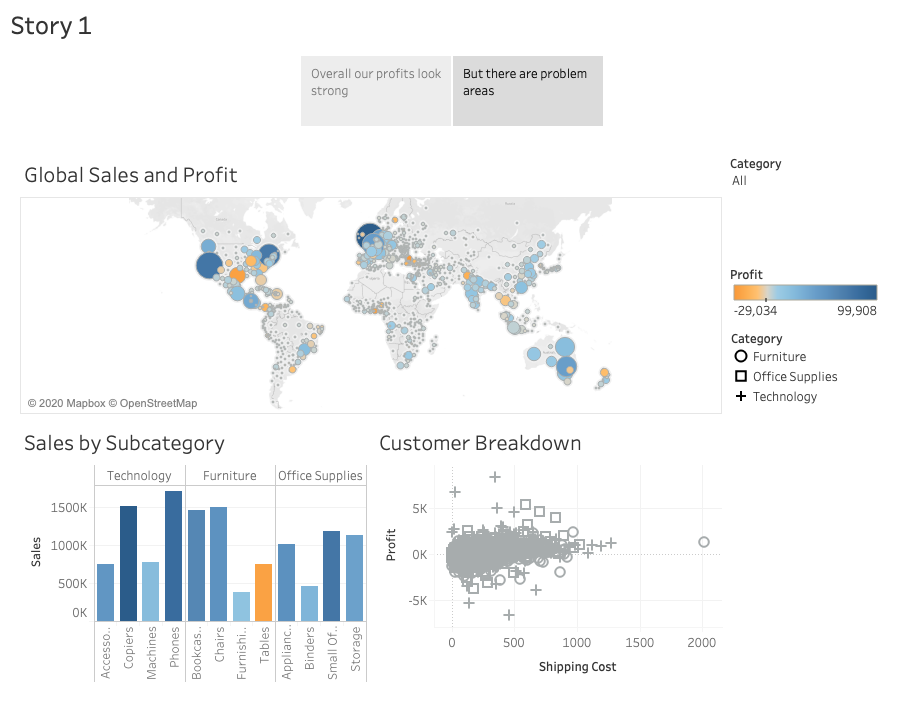 Story 1
Overall our profits look
strong
But there are problem
areas
Global Sales and Profit
© 2020 Mapbox © OpenStreetMap
Category
All
Profit
-29,034 99,908
Category
Furniture
Office Supplies
Technology
Sales by Subcategory
Technology Furniture Office Supplies
Sales
1500K
1000K
500K
0K
Accesso..
Copiers
Machines
Phones
Bookcas..
Chairs
Furnishi..
Tables
Applianc..
Binders
Small Of..
Storage
Customer Breakdown
Profit
5K
0K
-5K
0 500 1000 1500 2000
Shipping Cost